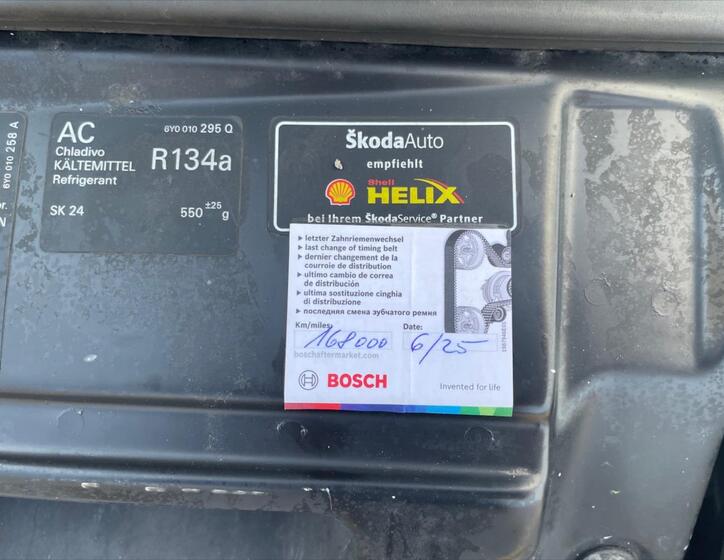 6Y0 010 258 A
AC
6Y0 010 295 Q
Chladivo
KÄLTEMITTEL
Refrigerant
R134a
SK 24
550 ±25 g
ŠkodaAuto
empfiehlt
Shell
HELIX
bei Ihrem ŠkodaService® Partner
▸ letzter Zahnriemenwechsel
▸ last change of timing belt
▸ dernier changement de la
courroie de distribution
▸ ultimo cambio de correa
de distribución
▸ ultima sostituzione cinghia
di distribuzione
▸ последняя смена зубчатого ремня
Km/miles:
168000
Date:
6/25
boschaftermarket.com
BOSCH
Invented for life